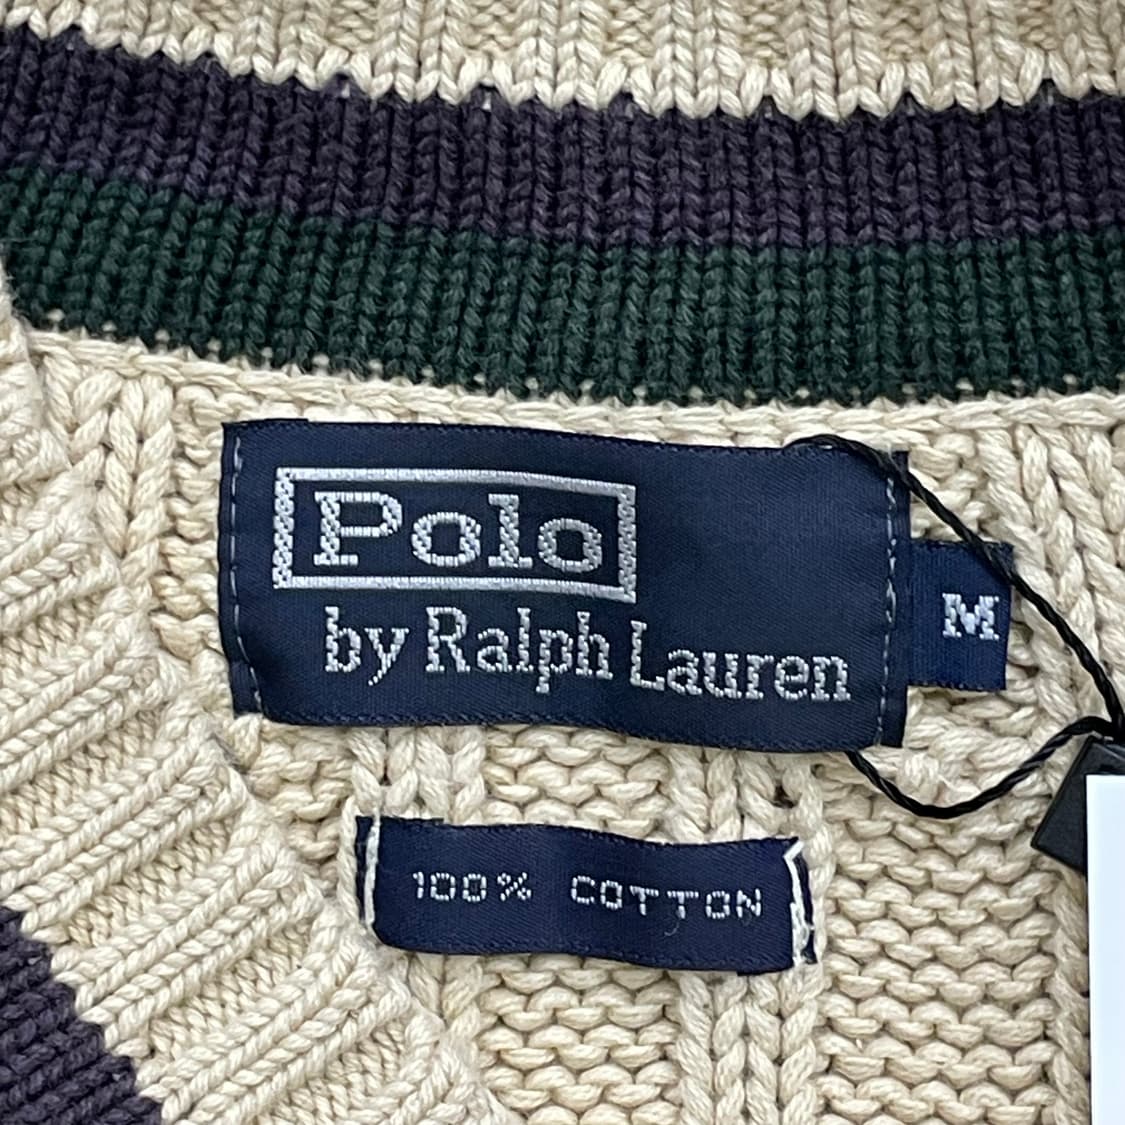 Polo
by Ralph Lauren
M
100% COTTON